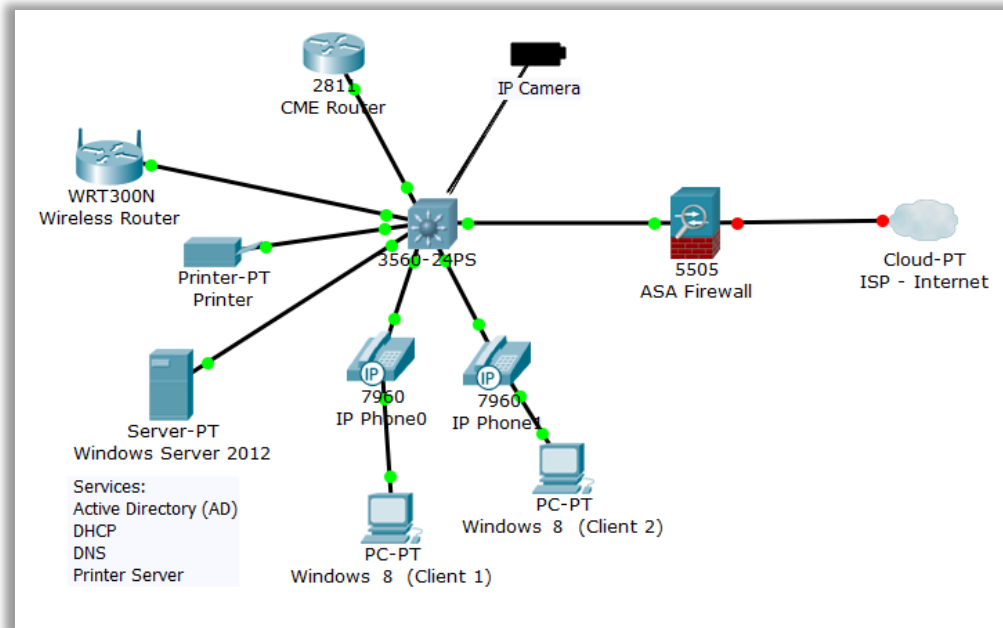 2811
CME Router
IP Camera
WRT300N
Wireless Router
3560-24PS
5505
ASA Firewall
Cloud-PT
ISP - Internet
Printer-PT
Printer
IP
7960
IP Phone0
IP
7960
IP Phone1
Server-PT
Windows Server 2012
PC-PT
Windows 8 (Client 2)
Services:
Active Directory (AD)
DHCP
DNS
Printer Server
PC-PT
Windows 8 (Client 1)